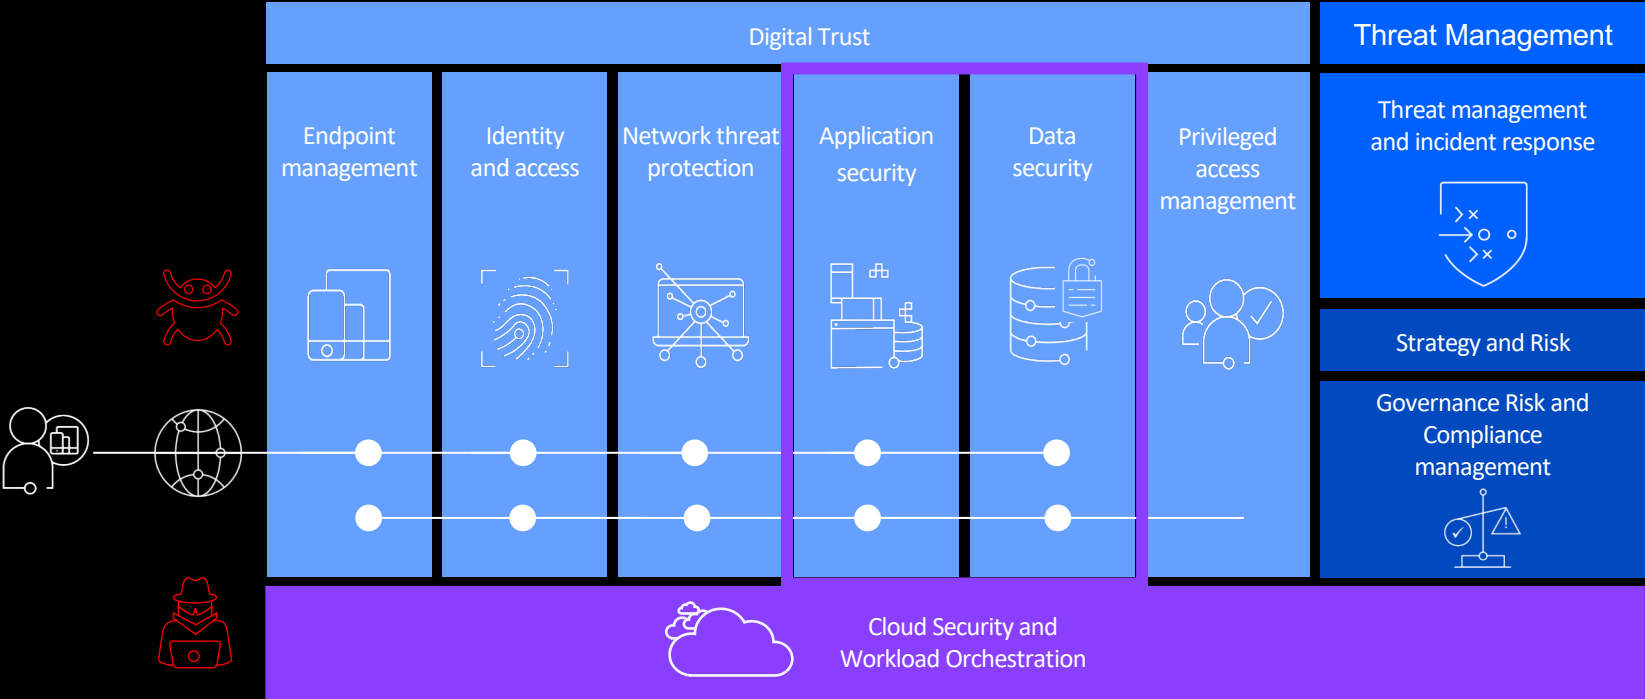 Digital Trust
Threat Management
Endpoint
management
Identity
and access
Network threat
protection
Application
security
Data
security
Privileged
access
management
Threat management
and incident response
Strategy and Risk
Governance Risk and
Compliance
management
Cloud Security and
Workload Orchestration